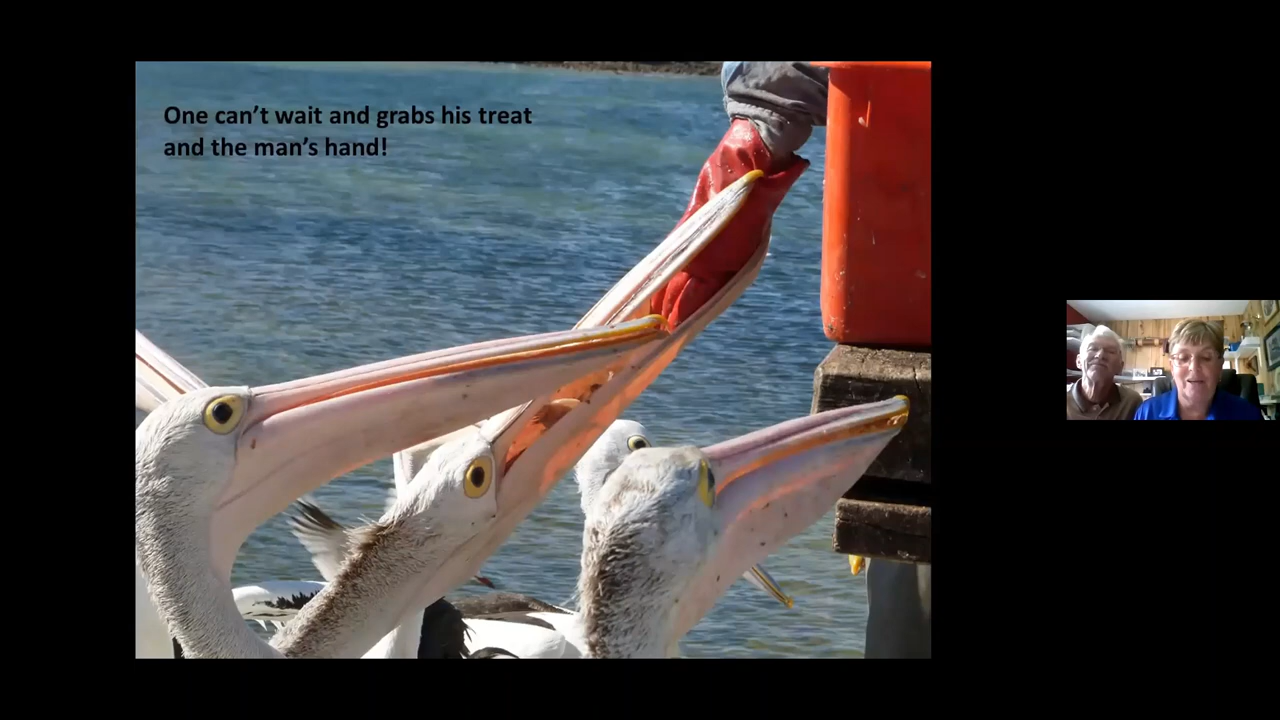 One can’t wait and grabs his treat
and the man’s hand!